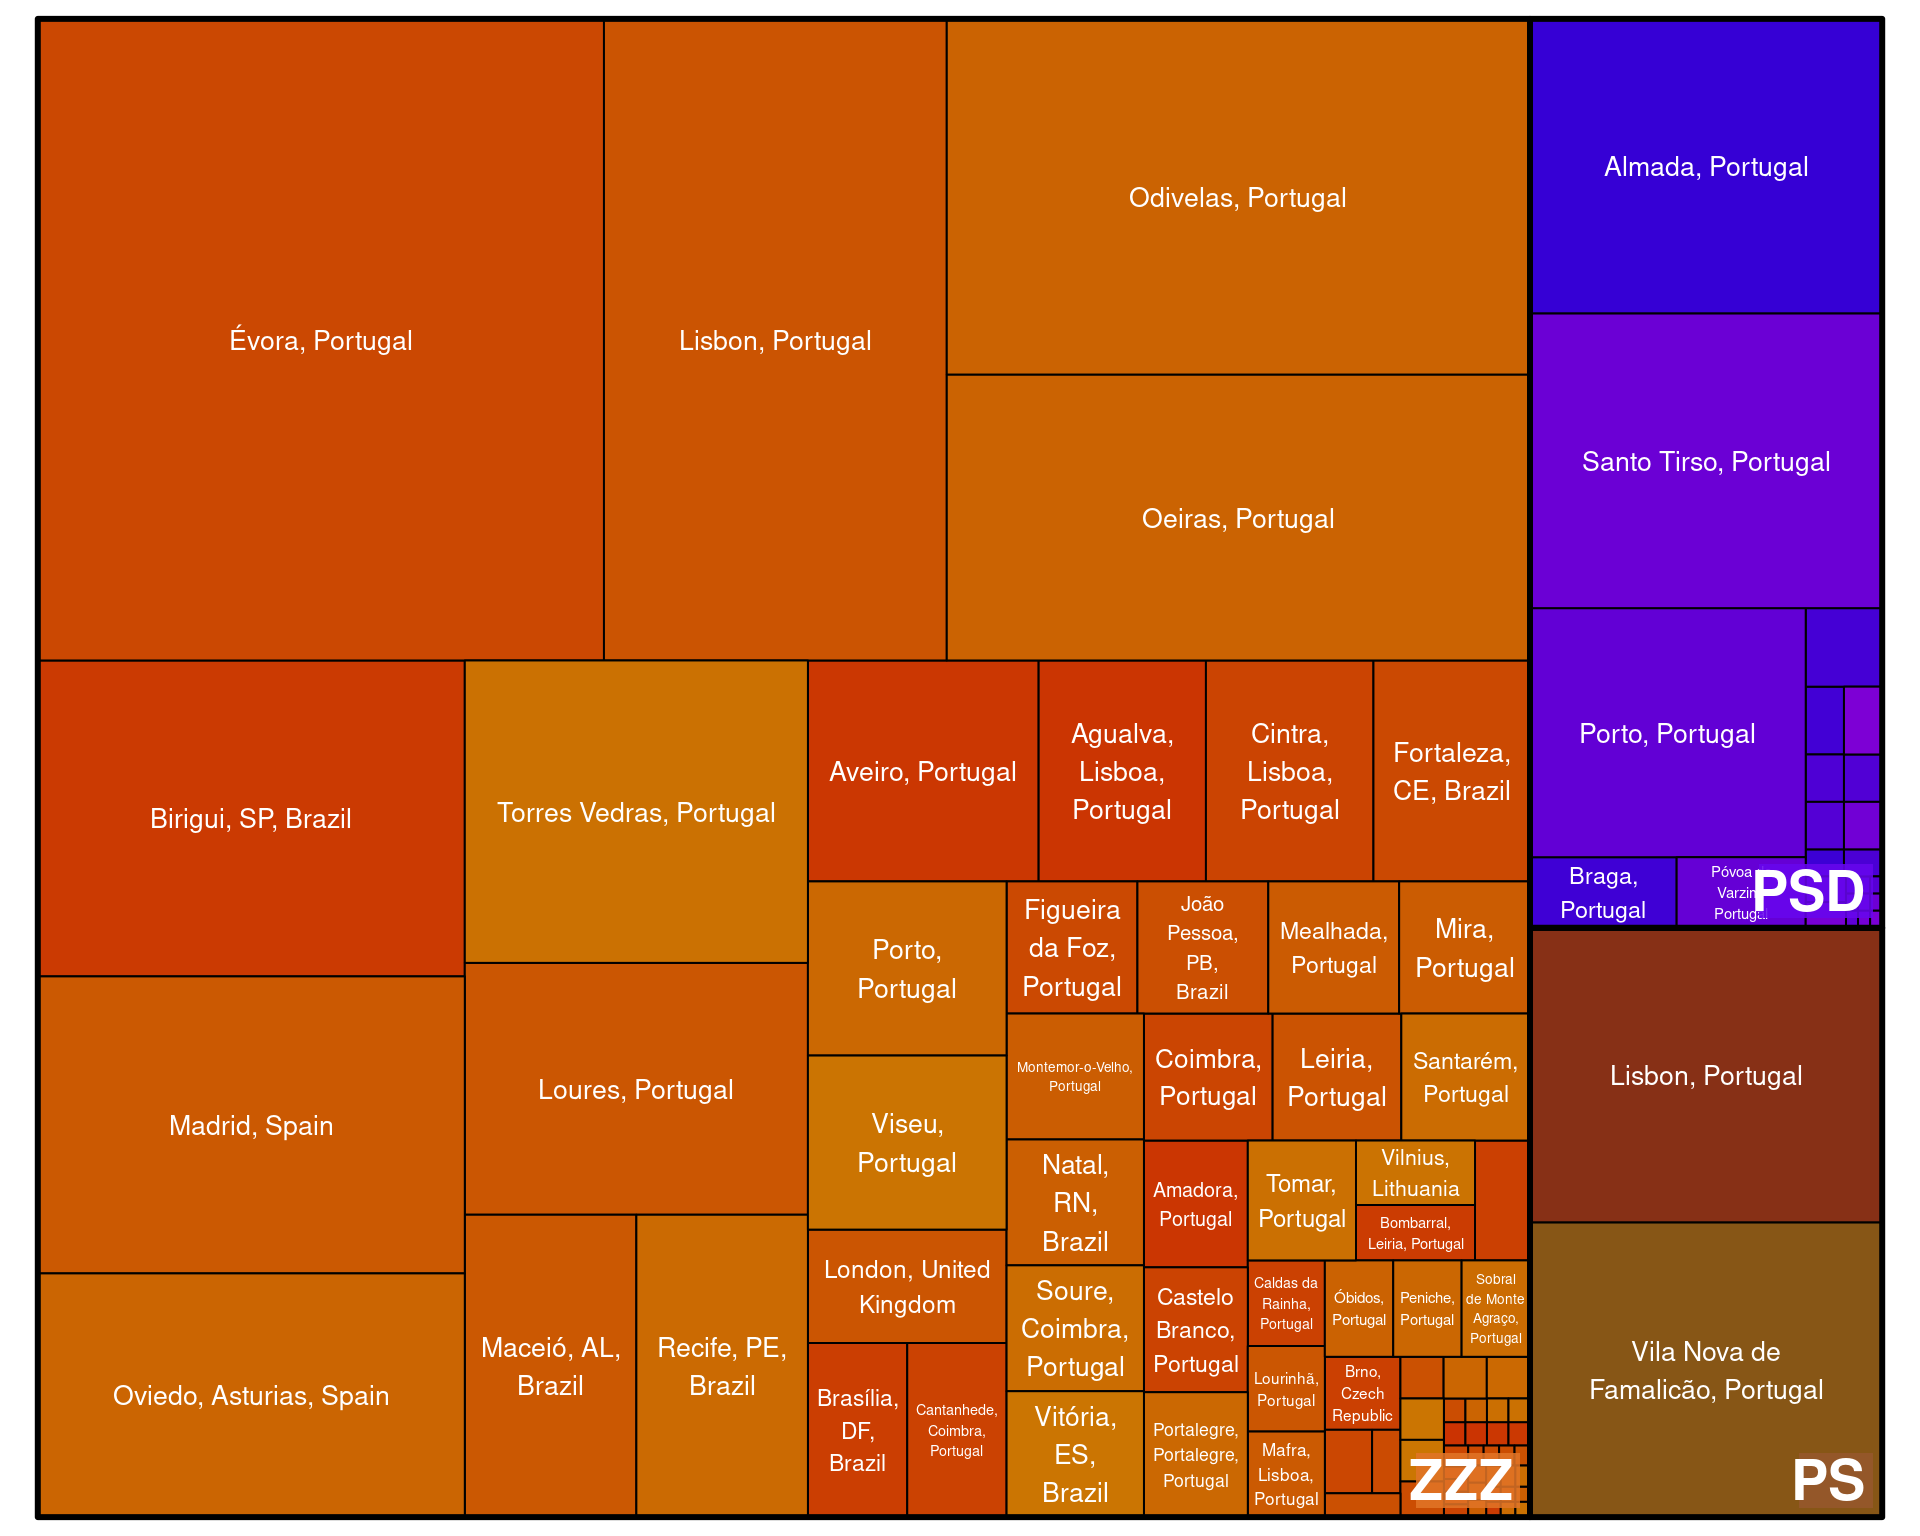 Évora, Portugal
Lisbon, Portugal
Odivelas, Portugal
Oeiras, Portugal
Birigui, SP, Brazil
Madrid, Spain
Oviedo, Asturias, Spain
Torres Vedras, Portugal
Loures, Portugal
Maceió, AL,
Brazil
Recife, PE,
Brazil
Aveiro, Portugal
Agualva,
Lisboa,
Portugal
Cintra,
Lisboa,
Portugal
Fortaleza,
CE, Brazil
Porto,
Portugal
Viseu,
Portugal
London, United
Kingdom
Brasília,
DF,
Brazil
Cantanhede,
Coimbra,
Portugal
Figueira
da Foz,
Portugal
João
Pessoa,
PB,
Brazil
Mealhada,
Portugal
Mira,
Portugal
Montemor-o-Velho,
Portugal
Natal,
RN,
Brazil
Soure,
Coimbra,
Portugal
Vitória,
ES,
Brazil
Coimbra,
Portugal
Leiria,
Portugal
Santarém,
Portugal
Amadora,
Portugal
Castelo
Branco,
Portugal
Portalegre,
Portalegre,
Portugal
Tomar,
Portugal
Vilnius,
Lithuania
Bombarral,
Leiria, Portugal
Caldas da
Rainha,
Portugal
Lourinhã,
Portugal
Mafra,
Lisboa,
Portugal
Óbidos,
Portugal
Peniche,
Portugal
Sobral
de Monte
Agraço,
Portugal
Brno,
Czech
Republic
ZZZ
Almada, Portugal
Santo Tirso, Portugal
Porto, Portugal
Braga,
Portugal
Póvoa
Varzim
Portugal
PSD
Lisbon, Portugal
Vila Nova de
Famalicão, Portugal
PS